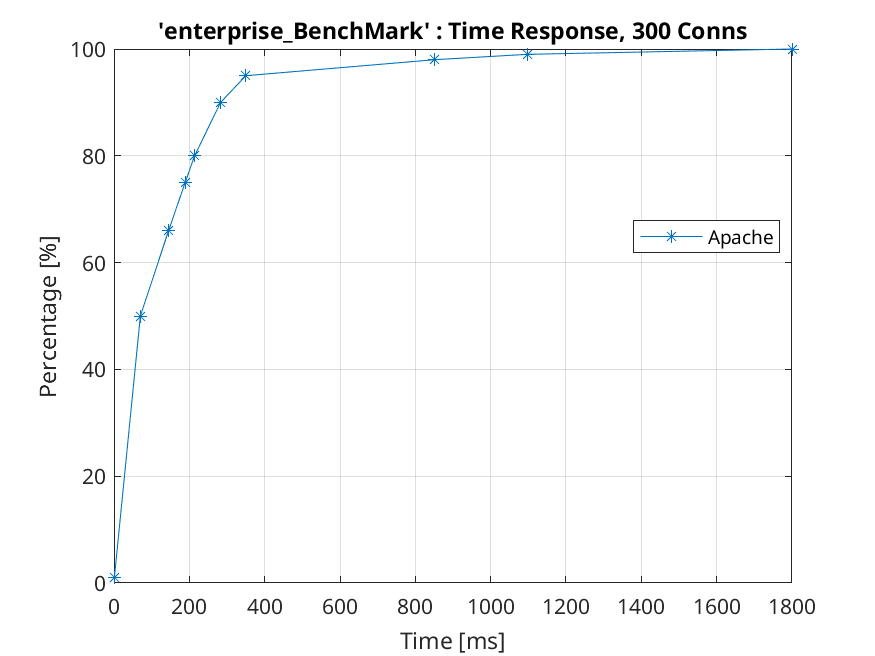 'enterprise_BenchMark' : Time Response, 300 Conns
100
80
60
40
20
0
Percentage [%]
Apache
0 200 400 600 800 1000 1200 1400 1600 1800
Time [ms]